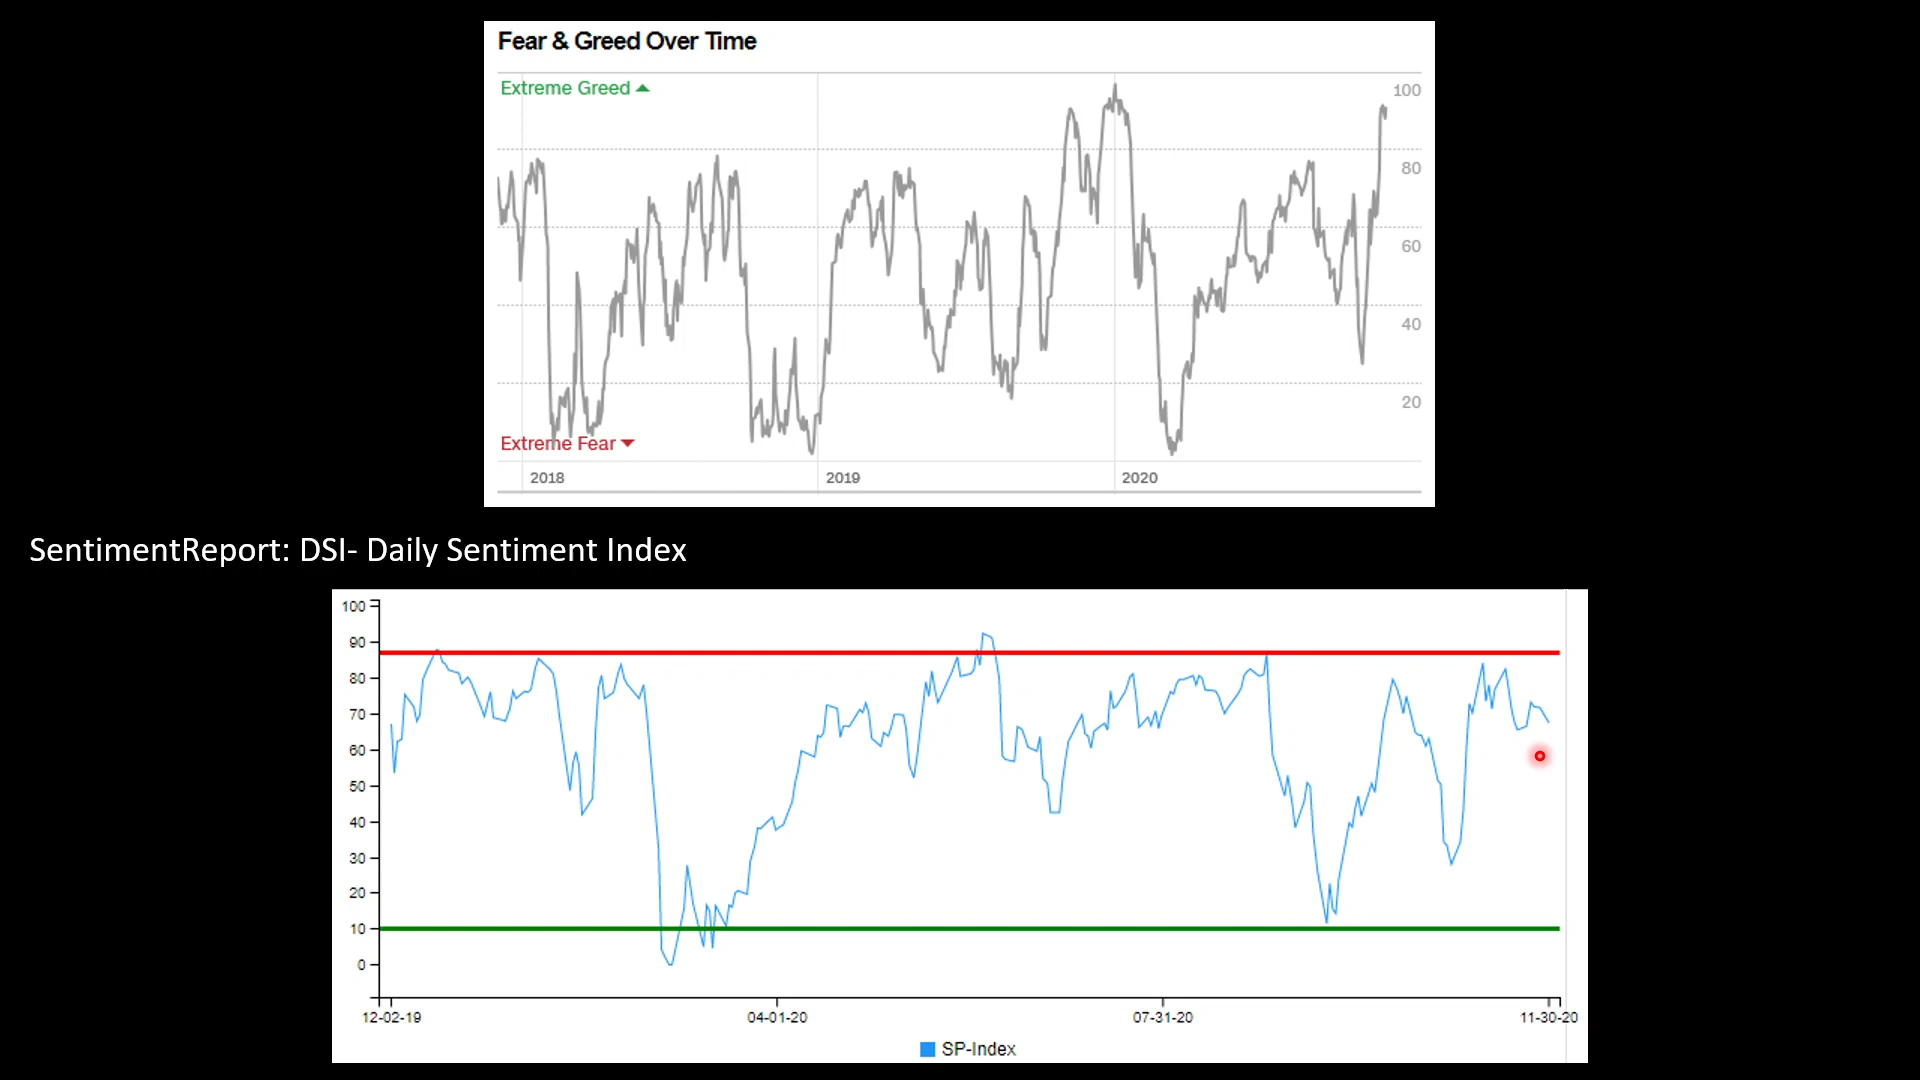 Fear & Greed Over Time
Extreme Greed
100
80
60
40
20
Extreme Fear
2018 2019 2020
SentimentReport: DSI- Daily Sentiment Index
100
90
80
70
60
50
40
30
20
10
0
12-02-19 04-01-20 07-31-20 11-30-20
SP-Index